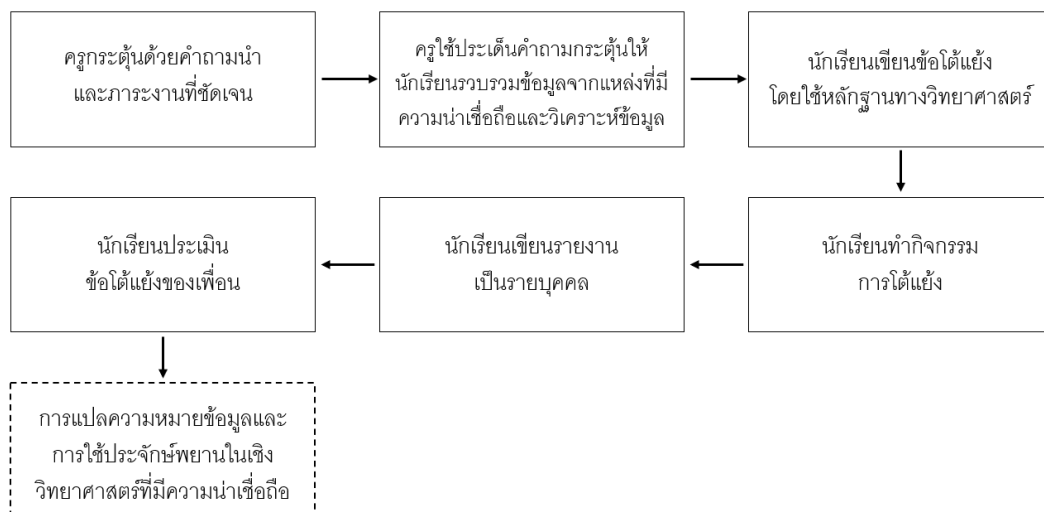 ครูกระตุ้นด้วยคำถามนำ
และภาระงานที่ชัดเจน
ครูใช้ประเด็นคำถามกระตุ้นให้
นักเรียนรวบรวมข้อมูลจากแหล่งที่มี
ความน่าเชื่อถือและวิเคราะห์ข้อมูล
นักเรียนเขียนข้อโต้แย้ง
โดยใช้หลักฐานทางวิทยาศาสตร์
นักเรียนทำกิจกรรม
การโต้แย้ง
นักเรียนเขียนรายงาน
เป็นรายบุคคล
นักเรียนประเมิน
ข้อโต้แย้งของเพื่อน
การแปลความหมายข้อมูลและ
การใช้ประจักษ์พยานในเชิง
วิทยาศาสตร์ที่มีความน่าเชื่อถือ